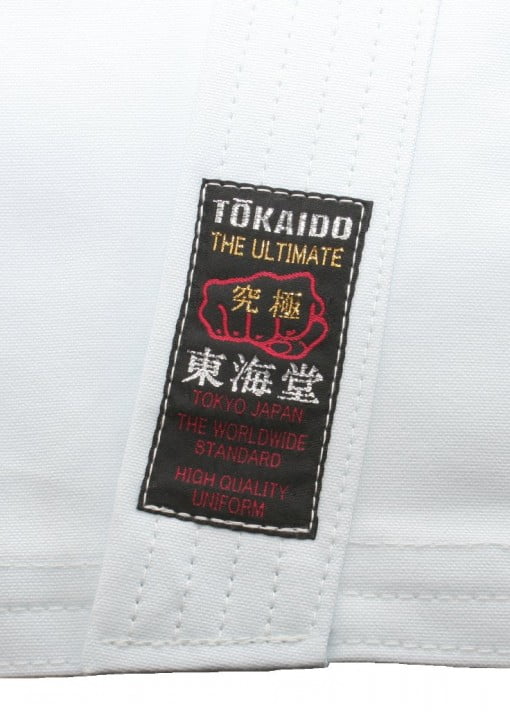 TŌKAIDO
THE ULTIMATE
究極
東海堂
TOKYO JAPAN
THE WORLDWIDE
STANDARD
HIGH QUALITY
UNIFORM